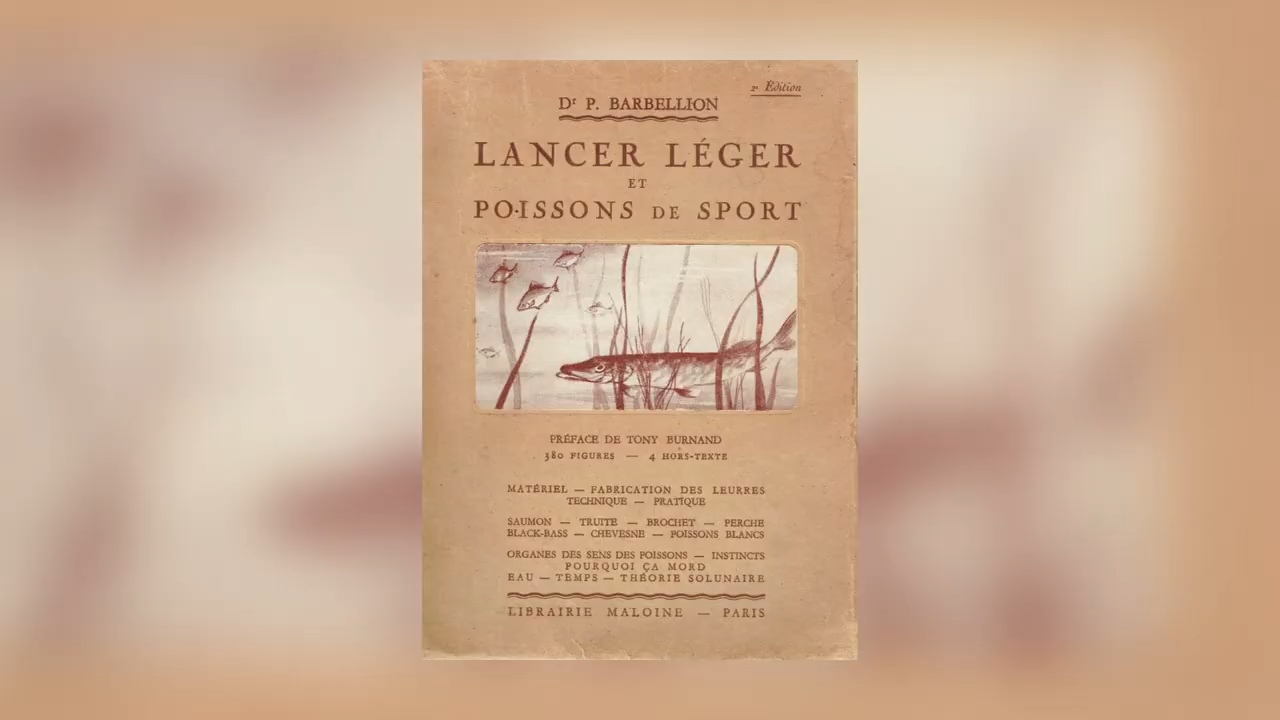 2e Édition
Dr P. BARBELLION
LANCER LÉGER
ET
POISSONS DE SPORT
PRÉFACE DE TONY BURNAND
380 FIGURES — 4 HORS-TEXTE
MATÉRIEL — FABRICATION DES LEURRES
TECHNIQUE — PRATIQUE
SAUMON — TRUITE — BROCHET — PERCHE
BLACK-BASS — CHEVESNE — POISSONS BLANCS
ORGANES DES SENS DES POISSONS — INSTINCTS
POURQUOI ÇA MORD
EAU — TEMPS — THÉORIE SOLUNAIRE
LIBRAIRIE MALOINE — PARIS